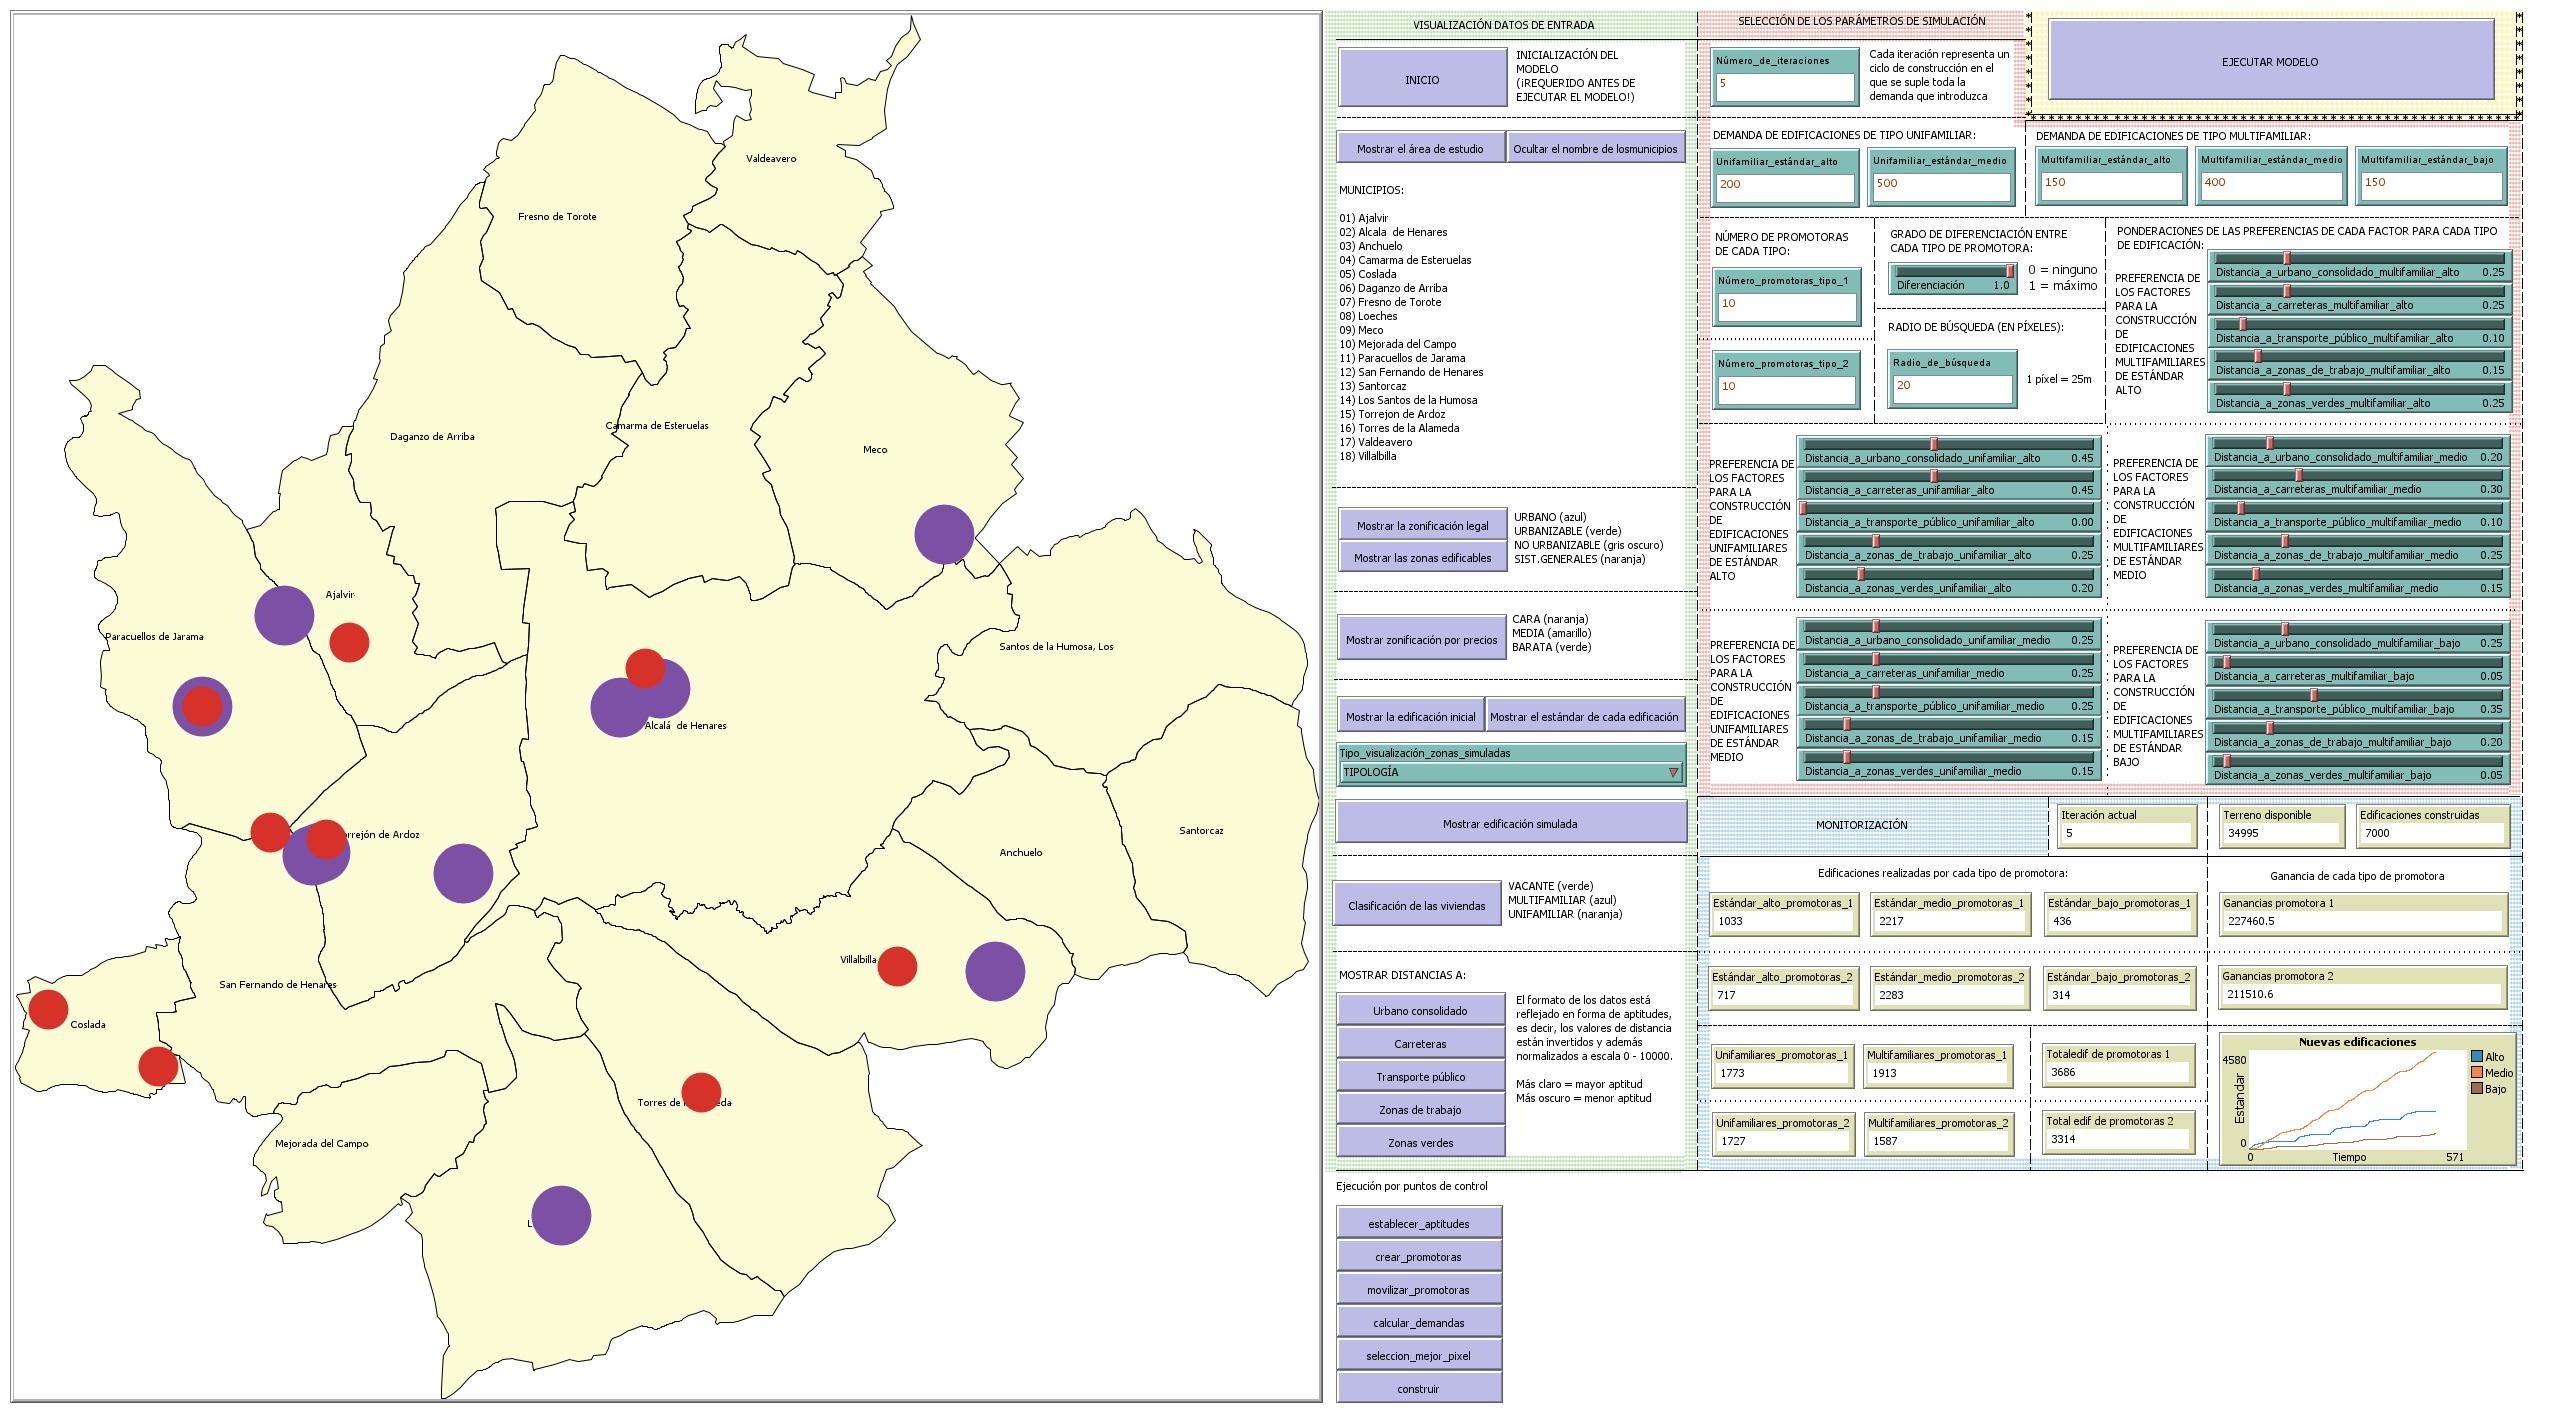 Valdeavero
Fresno de Torote
Daganzo de Arriba
Camarma de Esteruelas
Meco
Ajalvir
Paracuellos de Jarama
Santos de la Humosa, Los
Alcalá de Henares
orrejón de Ardoz
Santorcaz
Anchuelo
Villalbilla
San Fernando de Henares
Coslada
Torres de
eda
Mejorada del Campo
L
VISUALIZACIÓN DATOS DE ENTRADA
INICIO
INICIALIZACIÓN DEL
MODELO
(¡REQUERIDO ANTES DE
EJECUTAR EL MODELO!)
Mostrar el área de estudio
Ocultar el nombre de losmunicipios
MUNICIPIOS:
01) Ajalvir
02) Alcala de Henares
03) Anchuelo
04) Camarma de Esteruelas
05) Coslada
06) Daganzo de Arriba
07) Fresno de Torote
08) Loeches
09) Meco
10) Mejorada del Campo
11) Paracuellos de Jarama
12) San Fernando de Henares
13) Santorcaz
14) Los Santos de la Humosa
15) Torrejon de Ardoz
16) Torres de la Alameda
17) Valdeavero
18) Villalbilla
Mostrar la zonificación legal
Mostrar las zonas edificables
URBANO (azul)
URBANIZABLE (verde)
NO URBANIZABLE (gris oscuro)
SIST.GENERALES (naranja)
Mostrar zonificación por precios
CARA (naranja)
MEDIA (amarillo)
BARATA (verde)
Mostrar la edificación inicial
Mostrar el estándar de cada edificación
Tipo_visualización_zonas_simuladas
TIPOLOGÍA
Mostrar edificación simulada
Clasificación de las viviendas
VACANTE (verde)
MULTIFAMILIAR (azul)
UNIFAMILIAR (naranja)
MOSTRAR DISTANCIAS A:
Urbano consolidado
Carreteras
Transporte público
Zonas de trabajo
Zonas verdes
El formato de los datos está
reflejado en forma de aptitudes,
es decir, los valores de distancia
están invertidos y además
normalizados a escala 0 - 10000.
Más claro = mayor aptitud
Más oscuro = menor aptitud
Ejecución por puntos de control
establecer_aptitudes
crear_promotoras
movilizar_promotoras
calcular_demandas
seleccion_mejor_pixel
construir
SELECCIÓN DE LOS PARÁMETROS DE SIMULACIÓN
Número_de_iteraciones
5
Cada iteración representa un
ciclo de construcción en el
que se suple toda la
demanda que introduzca
EJECUTAR MODELO
DEMANDA DE EDIFICACIONES DE TIPO UNIFAMILIAR:
Unifamiliar_estándar_alto
200
Unifamiliar_estándar_medio
500
DEMANDA DE EDIFICACIONES DE TIPO MULTIFAMILIAR:
Multifamiliar_estándar_alto
150
Multifamiliar_estándar_medio
400
Multifamiliar_estándar_bajo
150
NÚMERO DE PROMOTORAS
DE CADA TIPO:
Número_promotoras_tipo_1
10
Número_promotoras_tipo_2
10
GRADO DE DIFERENCIACIÓN ENTRE
CADA TIPO DE PROMOTORA:
Diferenciación 1.0
0 = ninguno
1 = máximo
RADIO DE BÚSQUEDA (EN PÍXELES):
Radio_de_búsqueda
20
1 píxel = 25m
PONDERACIONES DE LAS PREFERENCIAS DE CADA FACTOR PARA CADA TIPO
DE EDIFICACIÓN:
PREFERENCIA DE
LOS FACTORES
PARA LA
CONSTRUCCIÓN
DE
EDIFICACIONES
MULTIFAMILIARES
DE ESTÁNDAR
ALTO
Distancia_a_urbano_consolidado_multifamiliar_alto 0.25
Distancia_a_carreteras_multifamiliar_alto 0.25
Distancia_a_transporte_público_multifamiliar_alto 0.10
Distancia_a_zonas_de_trabajo_multifamiliar_alto 0.15
Distancia_a_zonas_verdes_multifamiliar_alto 0.25
PREFERENCIA DE
LOS FACTORES
PARA LA
CONSTRUCCIÓN
DE
EDIFICACIONES
UNIFAMILIARES
DE ESTÁNDAR
ALTO
Distancia_a_urbano_consolidado_unifamiliar_alto 0.45
Distancia_a_carreteras_unifamiliar_alto 0.45
Distancia_a_transporte_público_unifamiliar_alto 0.00
Distancia_a_zonas_de_trabajo_unifamiliar_alto 0.25
Distancia_a_zonas_verdes_unifamiliar_alto 0.20
PREFERENCIA DE
LOS FACTORES
PARA LA
CONSTRUCCIÓN
DE
EDIFICACIONES
MULTIFAMILIARES
DE ESTÁNDAR
MEDIO
Distancia_a_urbano_consolidado_multifamiliar_medio 0.20
Distancia_a_carreteras_multifamiliar_medio 0.30
Distancia_a_transporte_público_multifamiliar_medio 0.10
Distancia_a_zonas_de_trabajo_multifamiliar_medio 0.25
Distancia_a_zonas_verdes_multifamiliar_medio 0.15
PREFERENCIA DE
LOS FACTORES
PARA LA
CONSTRUCCIÓN
DE
EDIFICACIONES
UNIFAMILIARES
DE ESTÁNDAR
MEDIO
Distancia_a_urbano_consolidado_unifamiliar_medio 0.25
Distancia_a_carreteras_unifamiliar_medio 0.25
Distancia_a_transporte_público_unifamiliar_medio 0.25
Distancia_a_zonas_de_trabajo_unifamiliar_medio 0.15
Distancia_a_zonas_verdes_unifamiliar_medio 0.15
PREFERENCIA DE
LOS FACTORES
PARA LA
CONSTRUCCIÓN
DE
EDIFICACIONES
MULTIFAMILIARES
DE ESTÁNDAR
BAJO
Distancia_a_urbano_consolidado_multifamiliar_bajo 0.25
Distancia_a_carreteras_multifamiliar_bajo 0.05
Distancia_a_transporte_público_multifamiliar_bajo 0.35
Distancia_a_zonas_de_trabajo_multifamiliar_bajo 0.20
Distancia_a_zonas_verdes_multifamiliar_bajo 0.05
MONITORIZACIÓN
Iteración actual
5
Terreno disponible
34995
Edificaciones construidas
7000
Edificaciones realizadas por cada tipo de promotora:
Ganancia de cada tipo de promotora
Estándar_alto_promotoras_1
1033
Estándar_medio_promotoras_1
2217
Estándar_bajo_promotoras_1
436
Ganancias promotora 1
227460.5
Estándar_alto_promotoras_2
717
Estándar_medio_promotoras_2
2283
Estándar_bajo_promotoras_2
314
Ganancias promotora 2
211510.6
Unifamiliares_promotoras_1
1773
Multifamiliares_promotoras_1
1913
Totaledif de promotoras 1
3686
Unifamiliares_promotoras_2
1727
Multifamiliares_promotoras_2
1587
Total edif de promotoras 2
3314
Nuevas edificaciones
4580
Estandar
0
0
Tiempo
571
Alto
Medio
Bajo